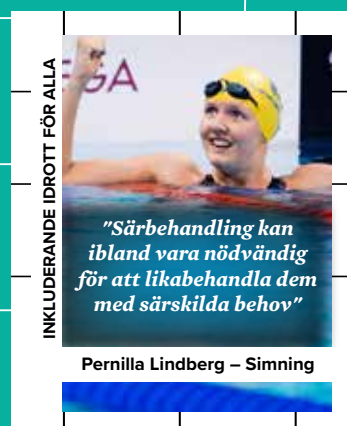 INKLUDERANDE IDROTT FÖR ALLA
EGA
"Särbehandling kan
ibland vara nödvändig
för att likabehandla dem
med särskilda behov"
Pernilla Lindberg – Simning